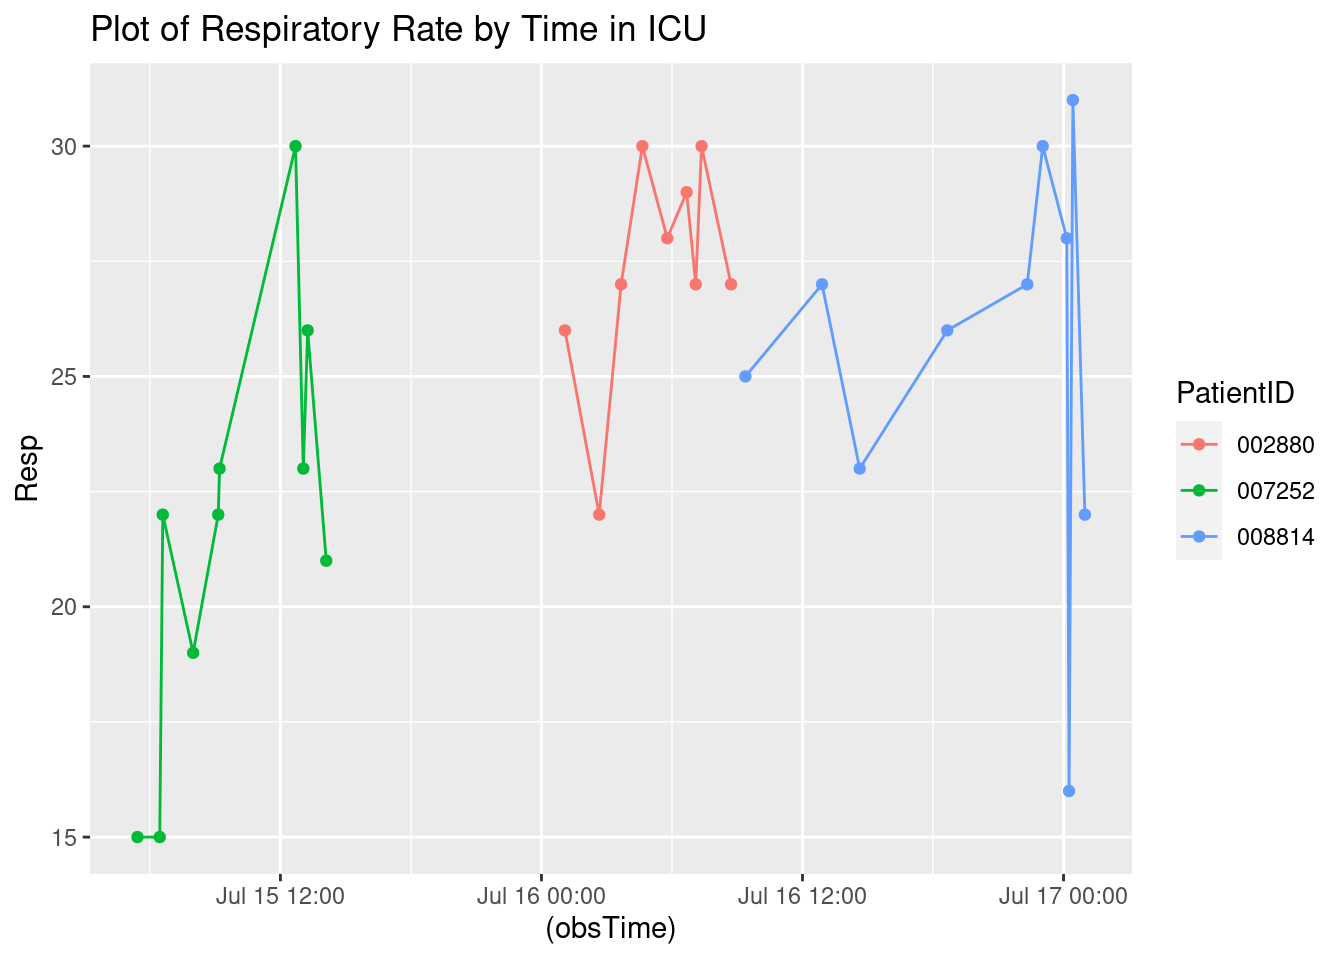 Plot of Respiratory Rate by Time in ICU
30
25
20
15
Resp
Jul 15 12:00
Jul 16 00:00
Jul 16 12:00
Jul 17 00:00
(obsTime)
PatientID
002880
007252
008814